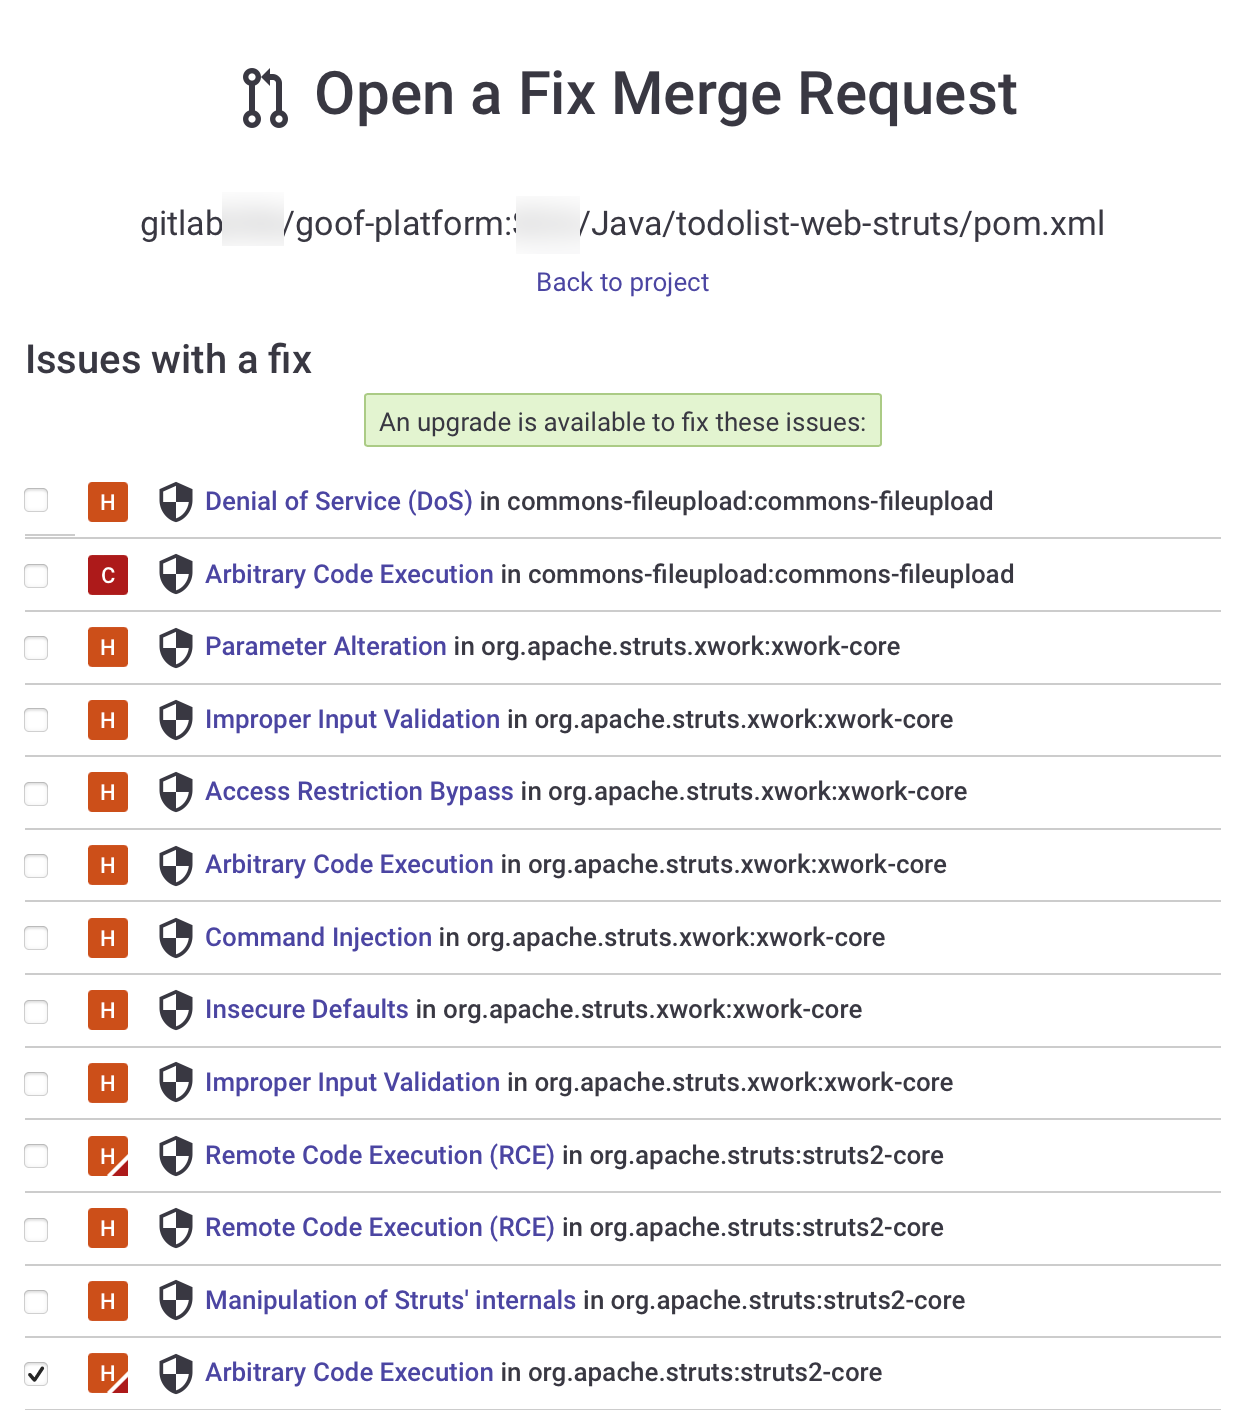 Open a Fix Merge Request
gitlab /goof-platform: /Java/todolist-web-struts/pom.xml
Back to project
Issues with a fix
An upgrade is available to fix these issues:
H Denial of Service (DoS) in commons-fileupload:commons-fileupload
C Arbitrary Code Execution in commons-fileupload:commons-fileupload
H Parameter Alteration in org.apache.struts.xwork:xwork-core
H Improper Input Validation in org.apache.struts.xwork:xwork-core
H Access Restriction Bypass in org.apache.struts.xwork:xwork-core
H Arbitrary Code Execution in org.apache.struts.xwork:xwork-core
H Command Injection in org.apache.struts.xwork:xwork-core
H Insecure Defaults in org.apache.struts.xwork:xwork-core
H Improper Input Validation in org.apache.struts.xwork:xwork-core
H Remote Code Execution (RCE) in org.apache.struts:struts2-core
H Remote Code Execution (RCE) in org.apache.struts:struts2-core
H Manipulation of Struts' internals in org.apache.struts:struts2-core
H Arbitrary Code Execution in org.apache.struts:struts2-core